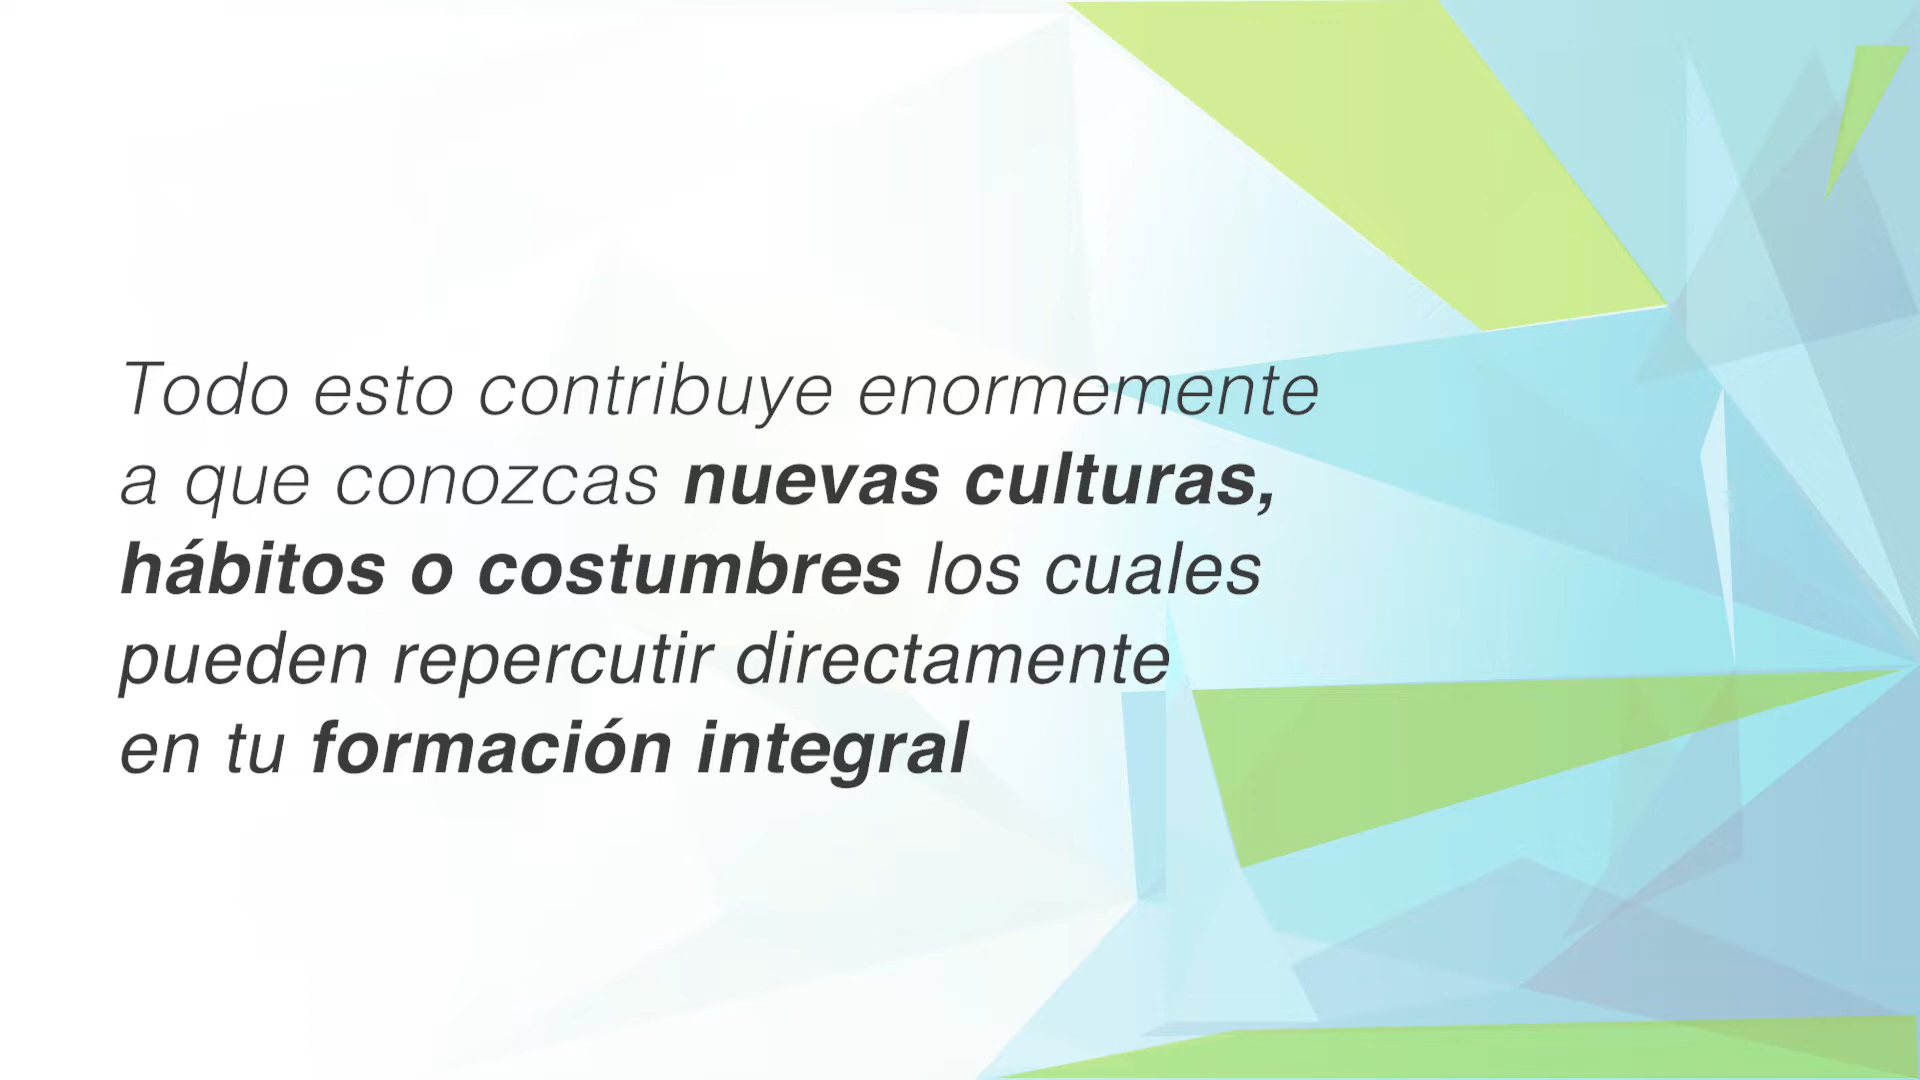 Todo esto contribuye enormemente
a que conozcas nuevas culturas,
hábitos o costumbres los cuales
pueden repercutir directamente
en tu formación integral